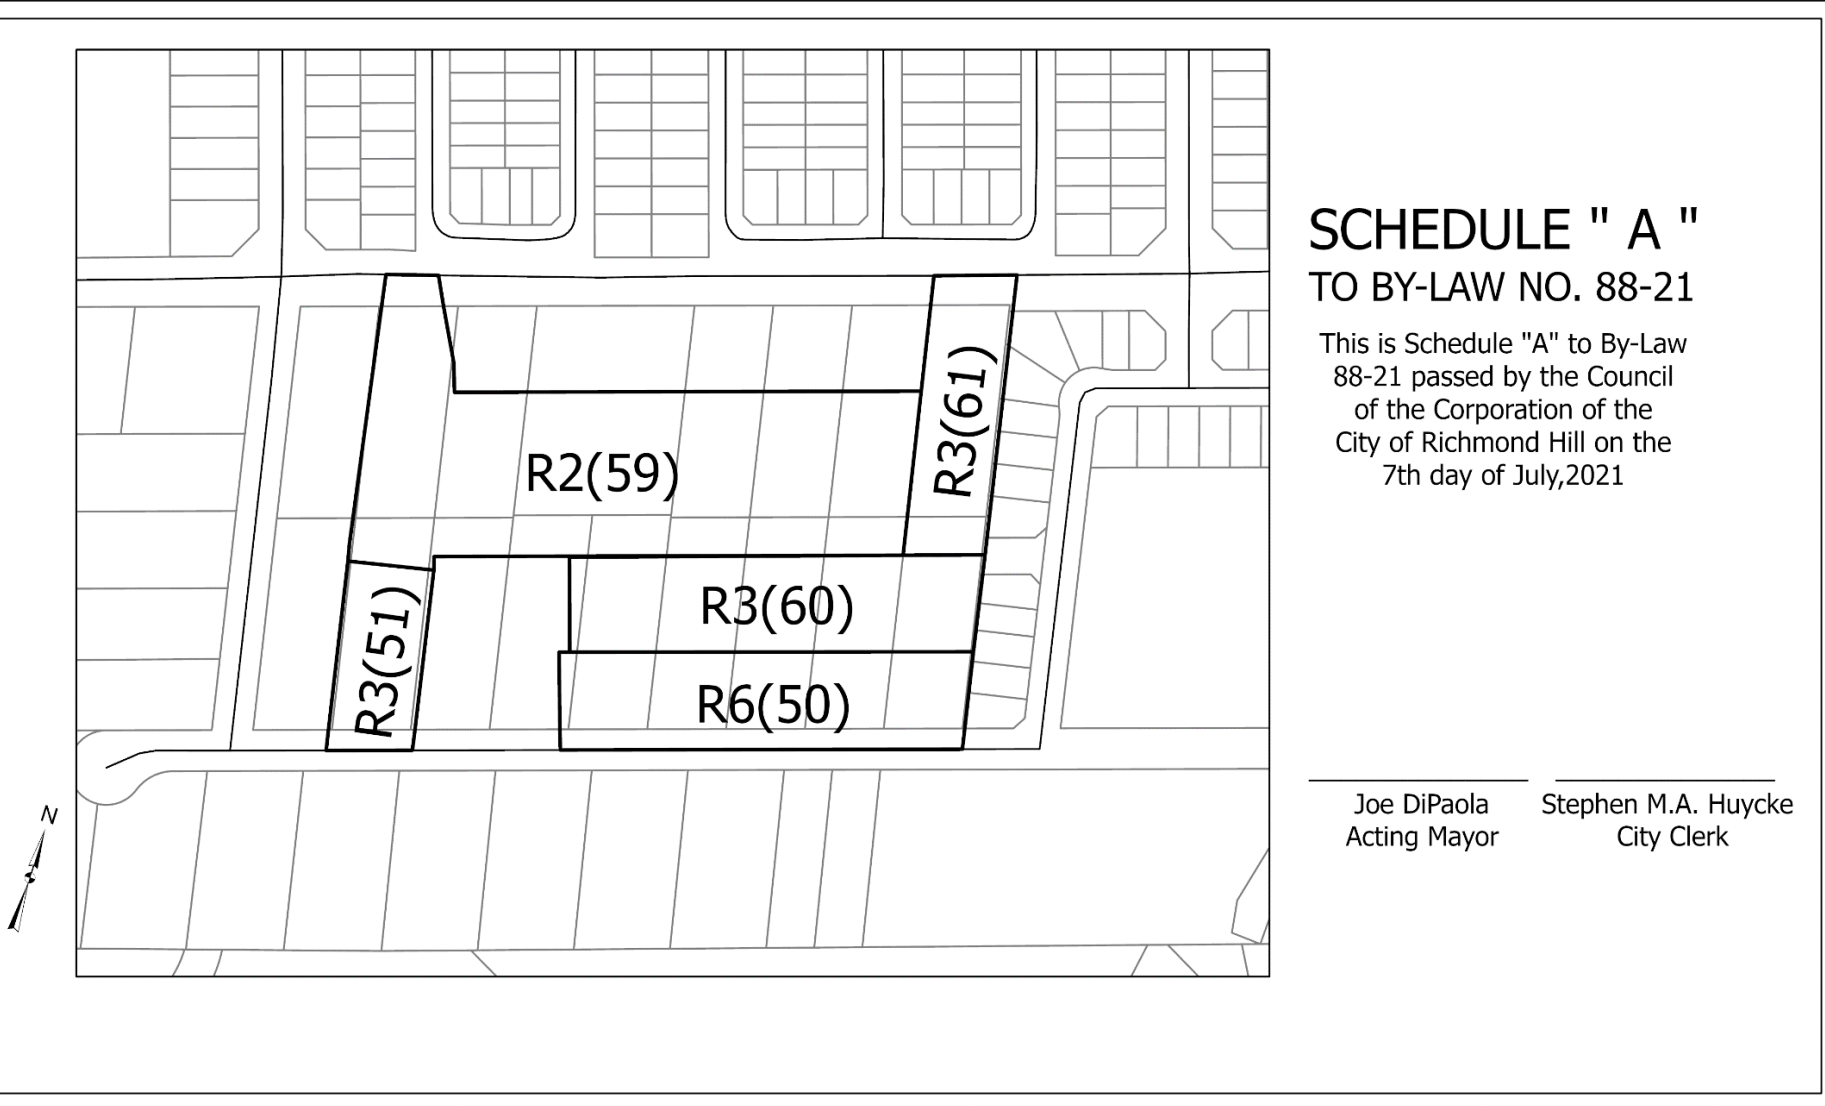 SCHEDULE " A "
TO BY-LAW NO. 88-21
This is Schedule "A" to By-Law
88-21 passed by the Council
of the Corporation of the
City of Richmond Hill on the
7th day of July,2021
R3(61)
R2(59)
R3(60)
R3(51)
R6(50)
N
Joe DiPaola
Acting Mayor
Stephen M.A. Huycke
City Clerk